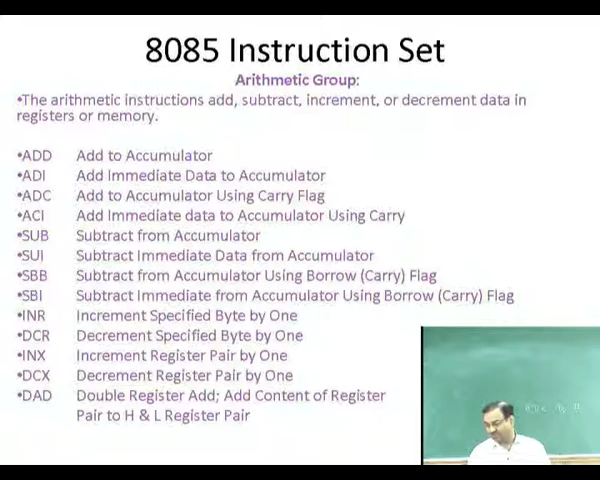 8085 Instruction Set
Arithmetic Group:
•The arithmetic instructions add, subtract, increment, or decrement data in
registers or memory.
•ADD Add to Accumulator
•ADI Add Immediate Data to Accumulator
•ADC Add to Accumulator Using Carry Flag
•ACI Add Immediate data to Accumulator Using Carry
•SUB Subtract from Accumulator
•SUI Subtract Immediate Data from Accumulator
•SBB Subtract from Accumulator Using Borrow (Carry) Flag
•SBI Subtract Immediate from Accumulator Using Borrow (Carry) Flag
•INR Increment Specified Byte by One
•DCR Decrement Specified Byte by One
•INX Increment Register Pair by One
•DCX Decrement Register Pair by One
•DAD Double Register Add; Add Content of Register
Pair to H & L Register Pair